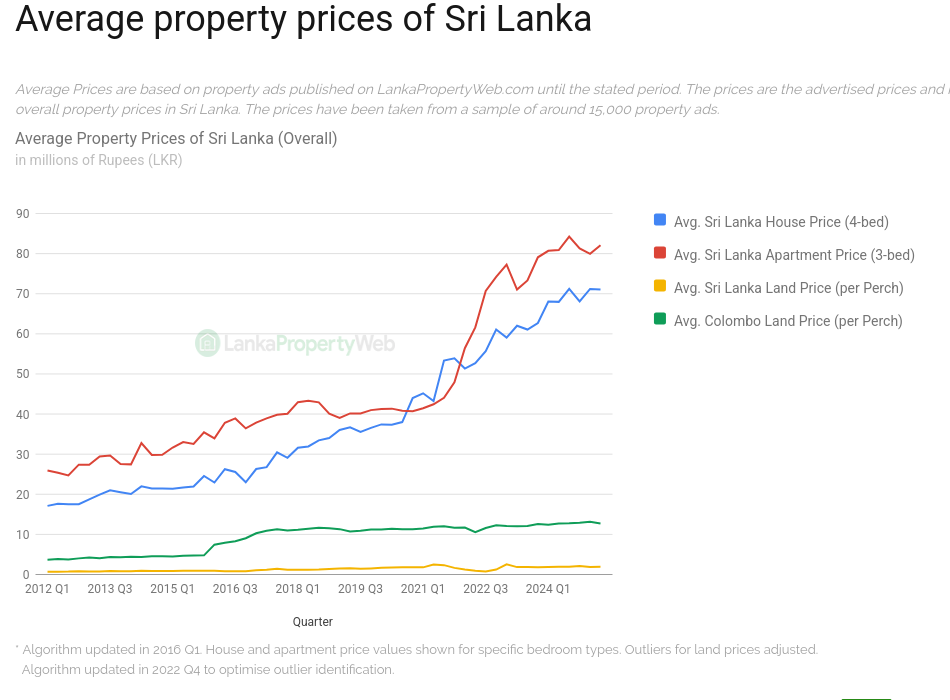 Average property prices of Sri Lanka
Average Prices are based on property ads published on LankaPropertyWeb.com until the stated period. The prices are the advertised prices and
overall property prices in Sri Lanka. The prices have been taken from a sample of around 15,000 property ads.
Average Property Prices of Sri Lanka (Overall)
in millions of Rupees (LKR)
90
80
70
60
50
40
30
20
10
0
LankaPropertyWeb
2012 Q1 2013 Q3 2015 Q1 2016 Q3 2018 Q1 2019 Q3 2021 Q1 2022 Q3 2024 Q1
Quarter
Avg. Sri Lanka House Price (4-bed)
Avg. Sri Lanka Apartment Price (3-bed)
Avg. Sri Lanka Land Price (per Perch)
Avg. Colombo Land Price (per Perch)
* Algorithm updated in 2016 Q1. House and apartment price values shown for specific bedroom types. Outliers for land prices adjusted.
Algorithm updated in 2022 Q4 to optimise outlier identification.